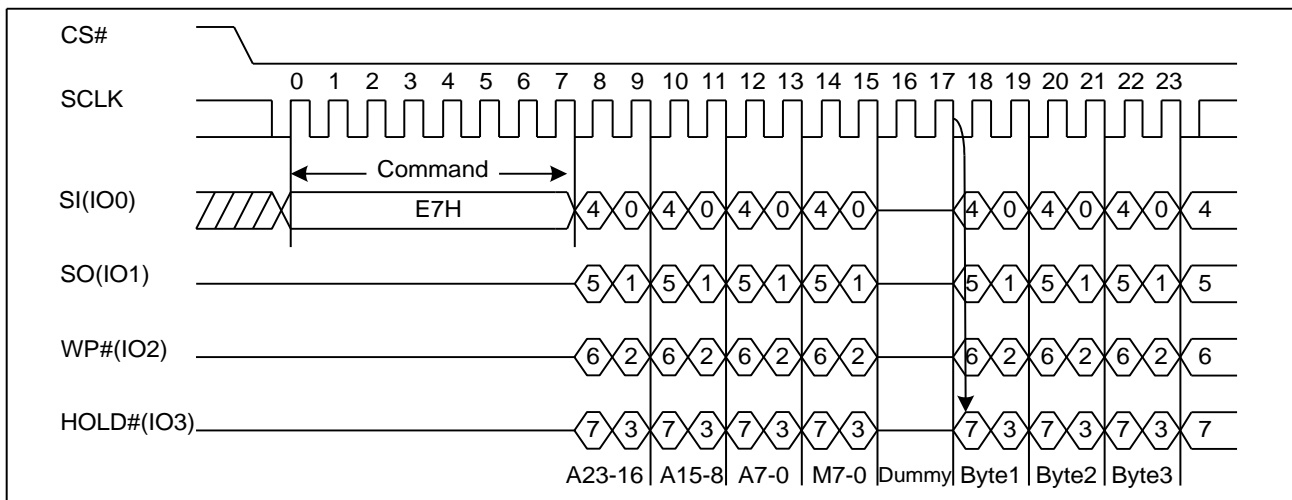 CS#
0 1 2 3 4 5 6 7 8 9 10 11 12 13 14 15 16 17 18 19 20 21 22 23
SCLK
Command
SI(IO0)
E7H 4 0 4 0 4 0 4 0 4 0 4 0 4 0 4
SO(IO1) 5 1 5 1 5 1 5 1 5 1 5 1 5 1 5
WP#(IO2) 6 2 6 2 6 2 6 2 6 2 6 2 6 2 6
HOLD#(IO3) 7 3 7 3 7 3 7 3 7 3 7 3 7 3 7
A23-16 A15-8 A7-0 M7-0 Dummy Byte1 Byte2 Byte3